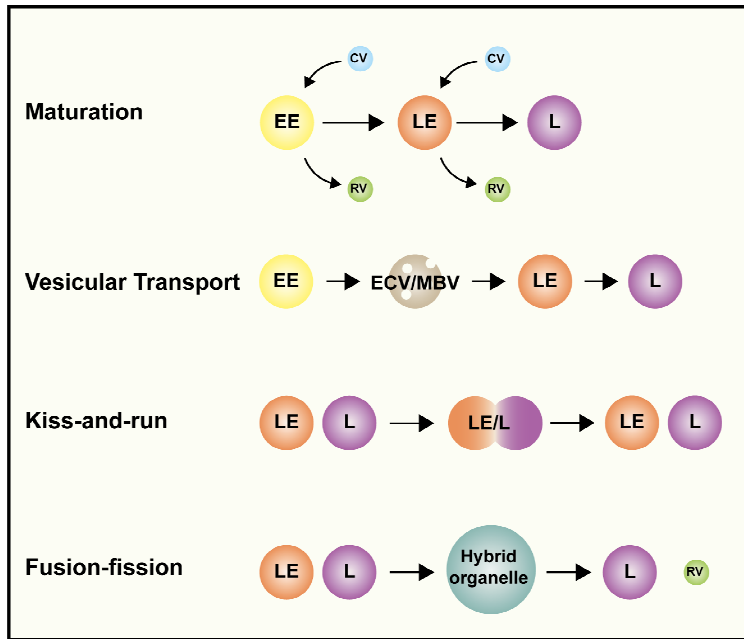 CV CV
Maturation EE LE L
RV RV
Vesicular Transport EE ECV/MBV LE L
Kiss-and-run LE L LE/L LE L
Fusion-fission LE L Hybrid organelle L RV